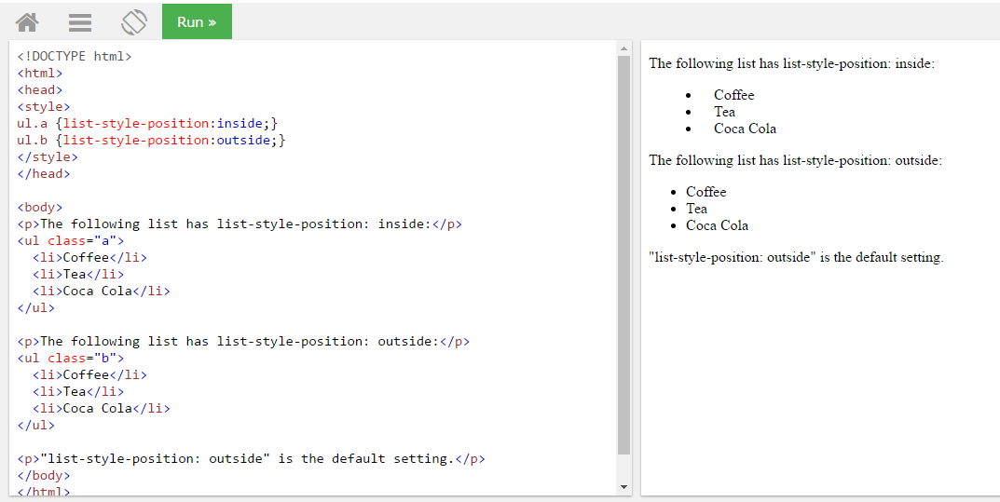 Run »
<!DOCTYPE html>
<html>
<head>
<style>
ul.a {list-style-position:inside;}
ul.b {list-style-position:outside;}
</style>
</head>
<body>
<p>The following list has list-style-position: inside:</p>
<ul class="a">
  <li>Coffee</li>
  <li>Tea</li>
  <li>Coca Cola</li>
</ul>
<p>The following list has list-style-position: outside:</p>
<ul class="b">
  <li>Coffee</li>
  <li>Tea</li>
  <li>Coca Cola</li>
</ul>
<p>"list-style-position: outside" is the default setting.</p>
</body>
</html>
The following list has list-style-position: inside:
• Coffee
• Tea
• Coca Cola
The following list has list-style-position: outside:
• Coffee
• Tea
• Coca Cola
"list-style-position: outside" is the default setting.